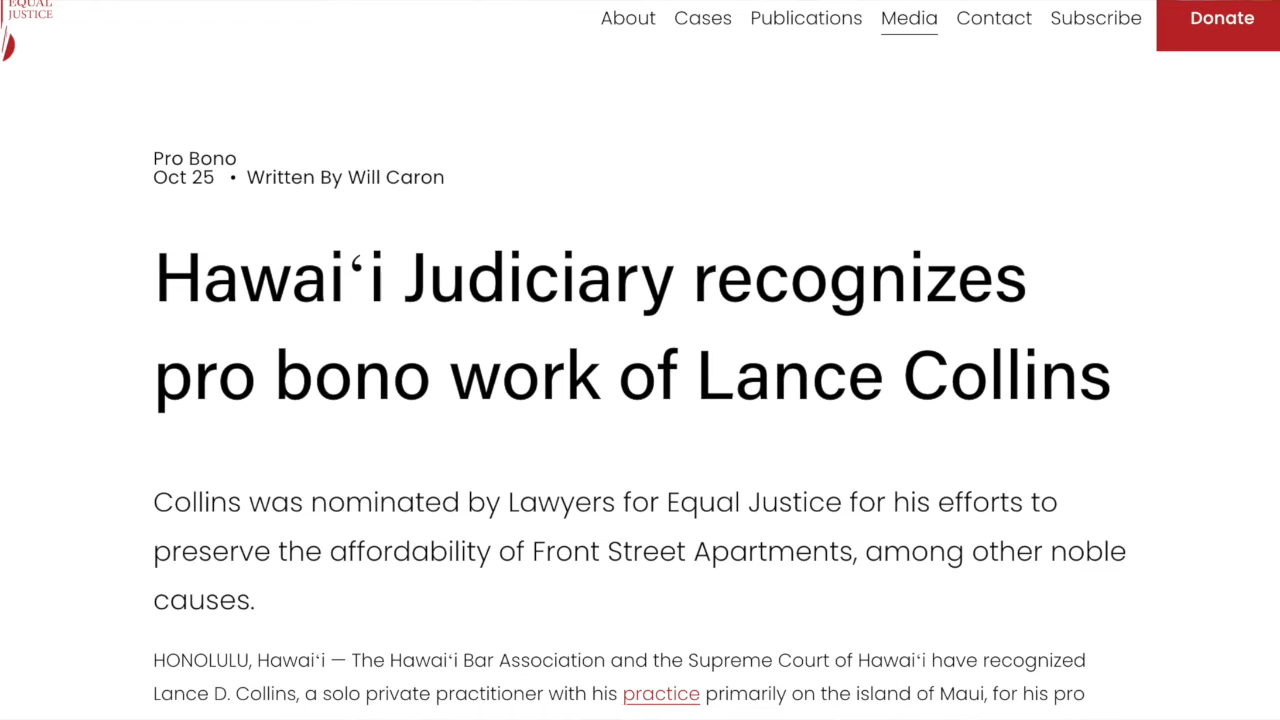 EQUAL
JUSTICE
About Cases Publications Media Contact Subscribe Donate
Pro Bono
Oct 25 • Written By Will Caron
Hawaiʻi Judiciary recognizes
pro bono work of Lance Collins
Collins was nominated by Lawyers for Equal Justice for his efforts to
preserve the affordability of Front Street Apartments, among other noble
causes.
HONOLULU, Hawaiʻi — The Hawaiʻi Bar Association and the Supreme Court of Hawaiʻi have recognized
Lance D. Collins, a solo private practitioner with his practice primarily on the island of Maui, for his pro